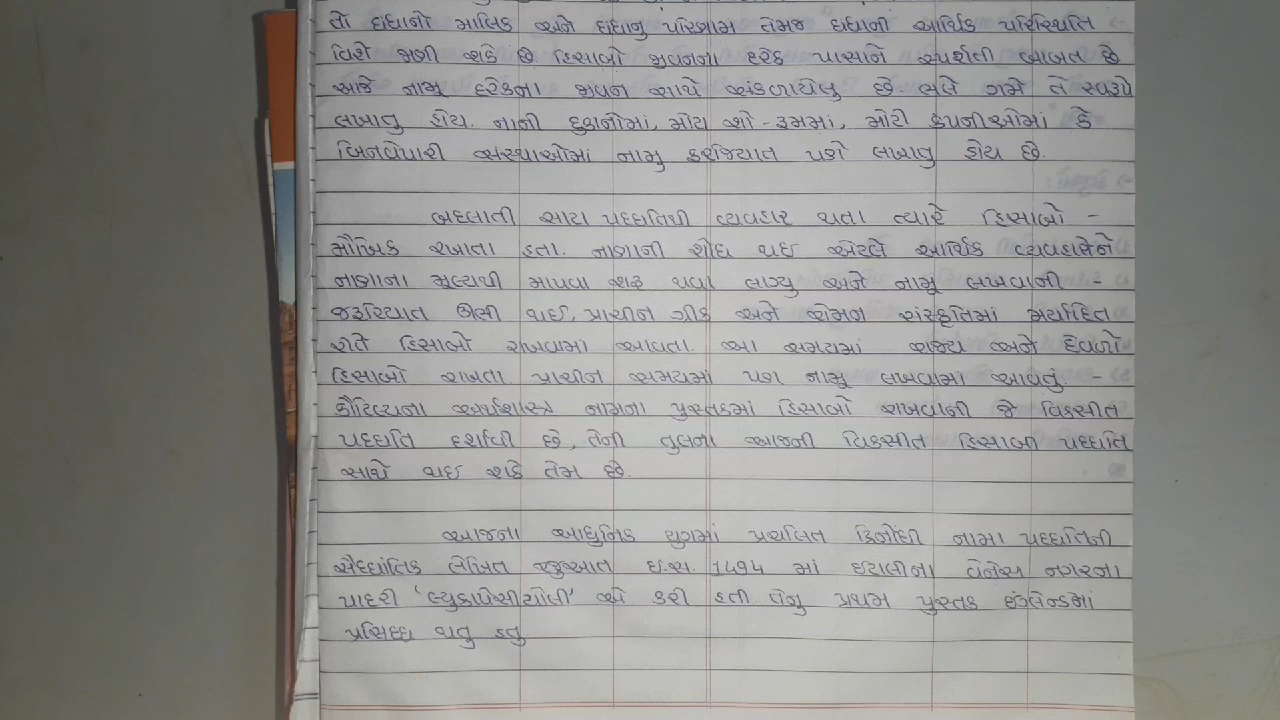 તો ધંધાનો માલિક અને ધંધાનુ પરિણામ તેમજ ધંધાની આર્થિક પરિસ્થિતિ
વિશે જાણી શકે છે હિસાબો જીવનના દરેક પાસાને સ્પર્શતી બાબત છે
આજે નામુ દરેકના જીવન સાથે સંકળાયેલુ છે. ભલે ગમે તે સ્વરૂપે
લખાતુ હોય. નાની દુકાનોમાં, મોટા શો - રૂમમાં, મોટી કંપનીઓમાં કે
બિનવેપારી સંસ્થાઓમાં નામુ ફરજિયાત પણે લખાતુ હોય છે.
બદલાતી સાટા પદ્ધતિથી વ્યવહાર થતા ત્યારે હિસાબો -
મૌખિક રખાતા હતા. નાણાની શોધ થઇ એટલે આર્થિક વ્યવહારોને
નાણાના મુલ્યથી માપવા શરૂ થવા લાગ્યુ અને નામૂ લખવાની -
જરૂરિયાત ઊભી થઇ, પ્રાચીન ગ્રીક અને રોમન સંસ્કૃતિમાં મર્યાદિત
રીતે હિસાબો રાખવામા આવતા. આ સમયમાં રાજ્ય અને દેવળો
હિસાબો રાખતા. પ્રાચીન સમયમાં પણ નામૂ લખવામા આવતું. -
કૌટિલ્યના અર્થશાસ્ત્ર નામના પુસ્તકમાં હિસાબો રાખવાની જે વિકસીત
પદ્ધતિ દર્શાવી છે, તેની તુલના આજની વિકસીત હિસાબી પદ્ધતિ
સાથે થાઇ શકે તેમ છે.
આજના આધુનિક યુગમાં પ્રચલિત દ્વિનોંધી નામા પદ્ધતિની
સૈદ્ધાંતિક લેખિત રજુઆત ઇ.સ. 1494 માં ઇટાલીના વેનેસ નગરના
પાદરી 'લ્યુકાપેસીયોલી' એ કરી હતી તેનુ પ્રથમ પુસ્તક ઇંગ્લેન્ડમાં
પ્રસિધ્ધ થતુ હતુ